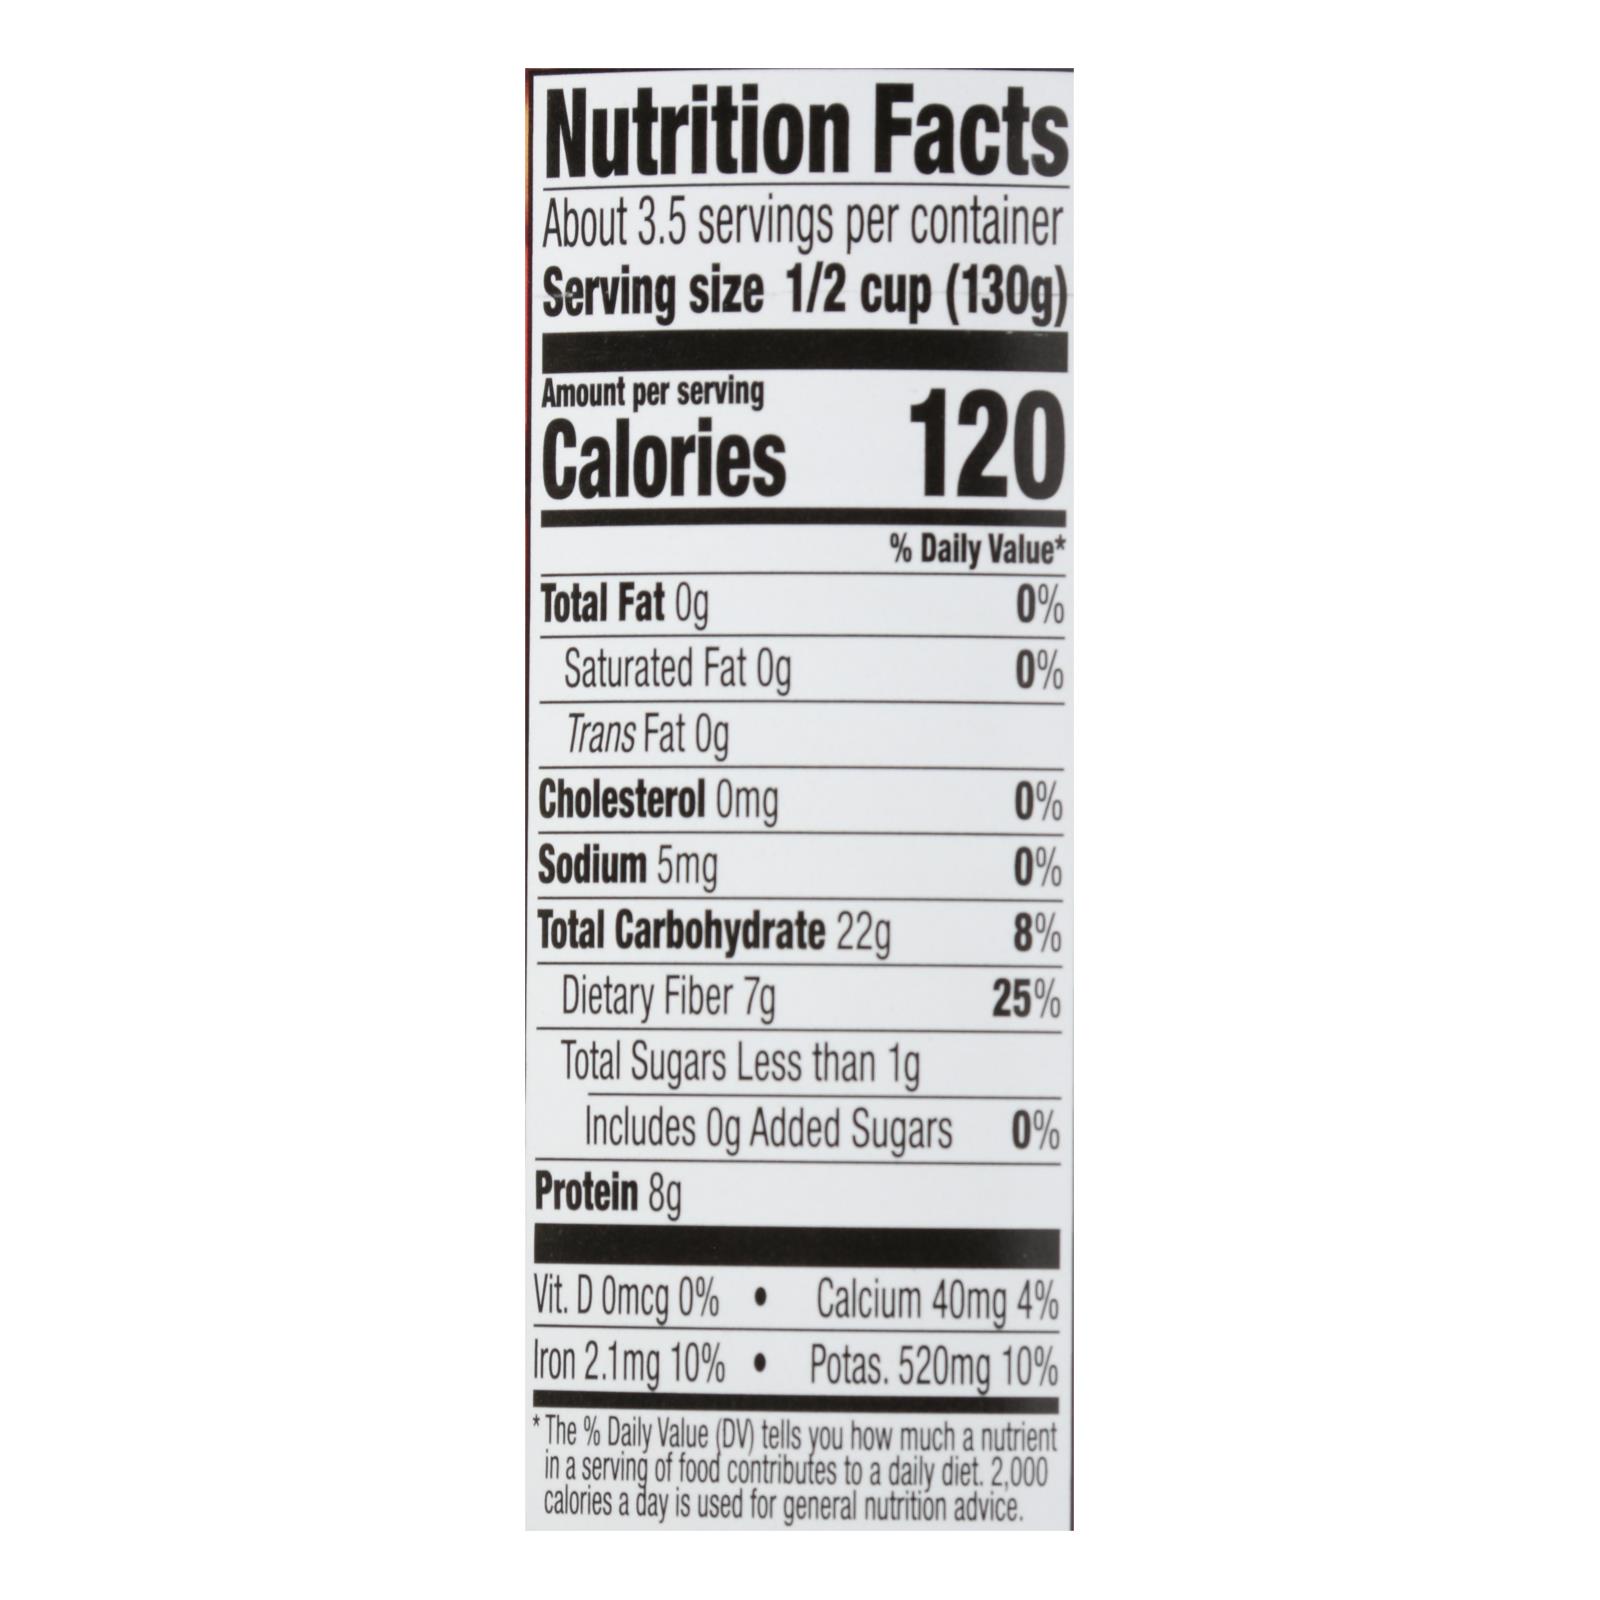 Nutrition Facts
About 3.5 servings per container
Serving size 1/2 cup (130g)
Amount per serving
Calories 120
% Daily Value*
Total Fat 0g 0%
Saturated Fat 0g 0%
Trans Fat 0g
Cholesterol 0mg 0%
Sodium 5mg 0%
Total Carbohydrate 22g 8%
Dietary Fiber 7g 25%
Total Sugars Less than 1g
Includes 0g Added Sugars 0%
Protein 8g
Vit. D 0mcg 0% • Calcium 40mg 4%
Iron 2.1mg 10% • Potas. 520mg 10%
* The % Daily Value (DV) tells you how much a nutrient
in a serving of food contributes to a daily diet. 2,000
calories a day is used for general nutrition advice.